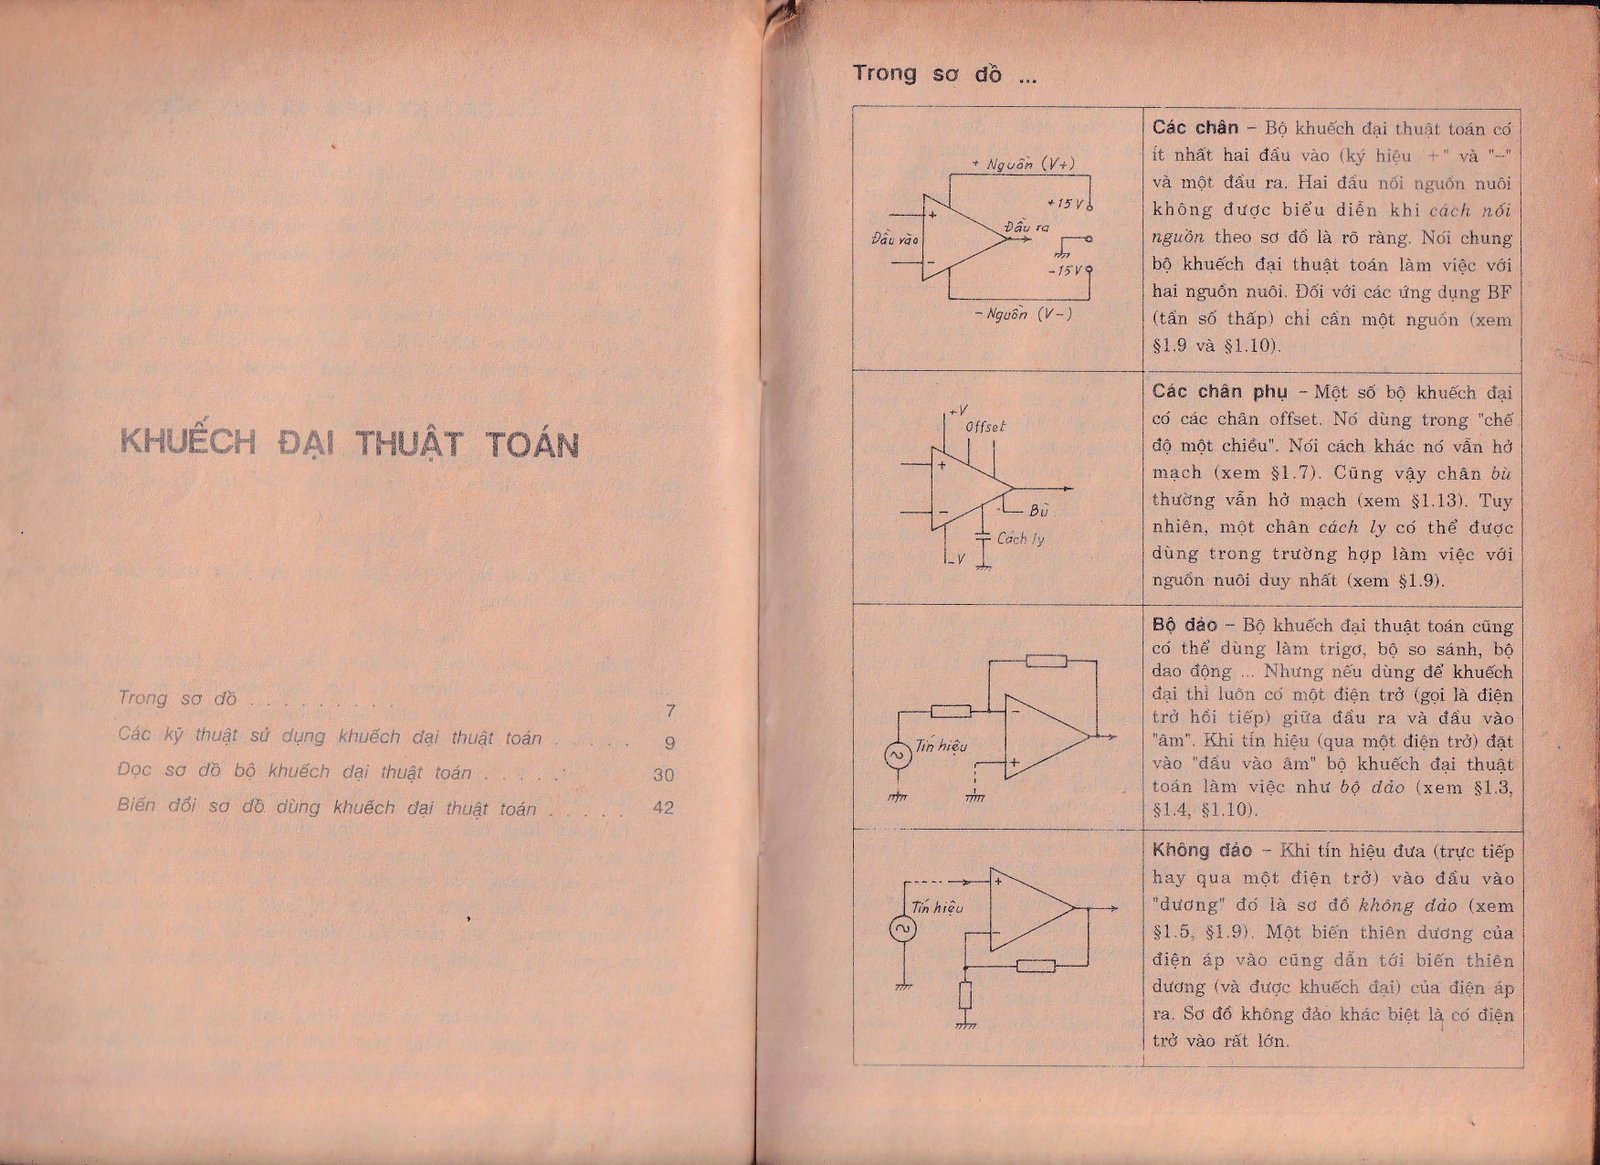 KHUẾCH ĐẠI THUẬT TOÁN
Trong sơ đồ . . . . . . . . . 7
Các kỹ thuật sử dụng khuếch đại thuật toán . . . . . 9
Đọc sơ đồ bộ khuếch đại thuật toán . . . . . 30
Biến đổi sơ đồ dùng khuếch đại thuật toán . . . . . 42
Trong sơ đồ ...
+ Nguồn (V+)
+15V
Đầu vào
+
Đầu ra
−
-15V
- Nguồn (V-)
Các chân – Bộ khuếch đại thuật toán có
ít nhất hai đầu vào (ký hiệu +" và "–"
và một đầu ra. Hai đầu nối nguồn nuôi
không được biểu diễn khi cách nối
nguồn theo sơ đồ là rõ ràng. Nói chung
bộ khuếch đại thuật toán làm việc với
hai nguồn nuôi. Đối với các ứng dụng BF
(tần số thấp) chỉ cần một nguồn (xem
§1.9 và §1.10).
+V
Offset
+
−
Bù
Cách ly
-V
Các chân phụ – Một số bộ khuếch đại
có các chân offset. Nó dùng trong "chế
độ một chiều". Nói cách khác nó vẫn hở
mạch (xem §1.7). Cũng vậy chân bù
thường vẫn hở mạch (xem §1.13). Tuy
nhiên, một chân cách ly có thể được
dùng trong trường hợp làm việc với
nguồn nuôi duy nhất (xem §1.9).
−
Tín hiệu
+
Bộ đảo – Bộ khuếch đại thuật toán cũng
có thể dùng làm trigơ, bộ so sánh, bộ
dao động ... Nhưng nếu dùng để khuếch
đại thì luôn có một điện trở (gọi là điện
trở hồi tiếp) giữa đầu ra và đầu vào
"âm". Khi tín hiệu (qua một điện trở) đặt
vào "đầu vào âm" bộ khuếch đại thuật
toán làm việc như bộ đảo (xem §1.3,
§1.4, §1.10).
+
Tín hiệu
−
Không đảo – Khi tín hiệu đưa (trực tiếp
hay qua một điện trở) vào đầu vào
"dương" đó là sơ đồ không đảo (xem
§1.5, §1.9). Một biến thiên dương của
điện áp vào cũng dẫn tới biến thiên
dương (và được khuếch đại) của điện áp
ra. Sơ đồ không đảo khác biệt là có điện
trở vào rất lớn.